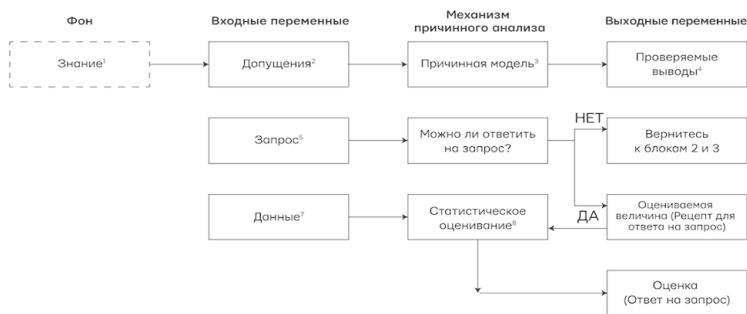 Фон
Входные переменные
Механизм
причинного анализа
Выходные переменные
Знание¹
Допущения²
Причинная модель³
Проверяемые
выводы⁴
Запрос⁵
Можно ли ответить
на запрос?
НЕТ
Вернитесь
к блокам 2 и 3
Данные⁷
Статистическое
оценивание⁸
ДА
Оцениваемая
величина (Рецепт для
ответа на запрос)
Оценка
(Ответ на запрос)